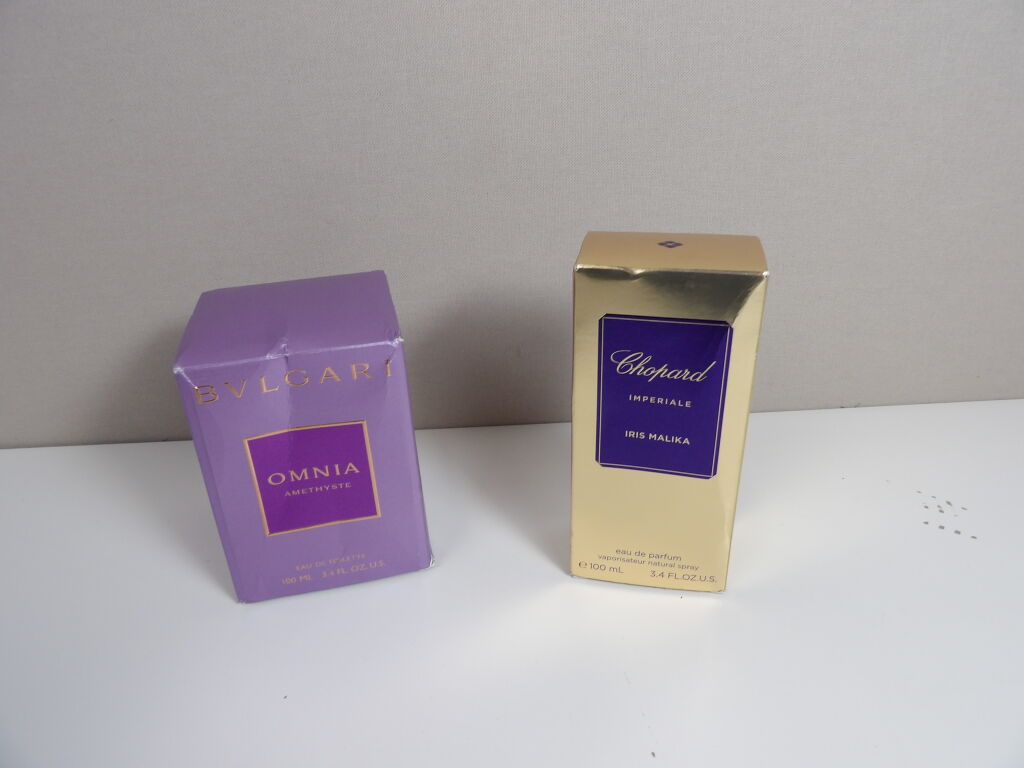 BVLGARI
OMNIA
AMETHYSTE
EAU DE TOILETTE
100 ML 3.4 FL. OZ. U.S.
Chopard
IMPERIALE
IRIS MALIKA
eau de parfum
vaporisateur natural spray
e 100 mL 3.4 FL.OZ.U.S.